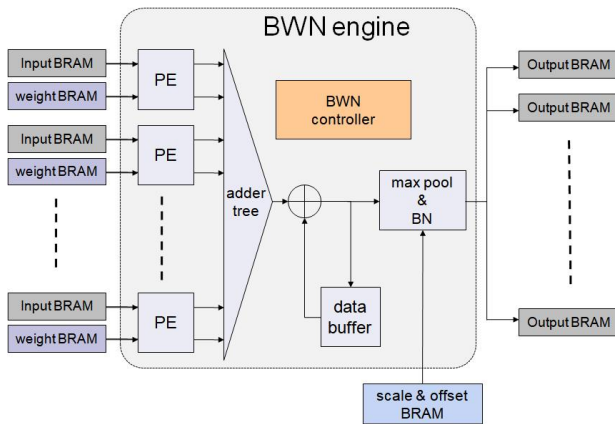 BWN engine
Input BRAM
weight BRAM
PE
Input BRAM
weight BRAM
PE
Input BRAM
weight BRAM
PE
adder
tree
BWN
controller
max pool
&
BN
data
buffer
scale & offset
BRAM
Output BRAM
Output BRAM
Output BRAM